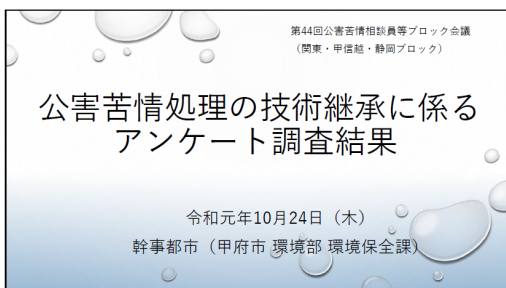 第44回公害苦情相談員等ブロック会議
（関東・甲信越・静岡ブロック）
公害苦情処理の技術継承に係る
アンケート調査結果
令和元年10月24日（木）
幹事都市（甲府市 環境部 環境保全課）